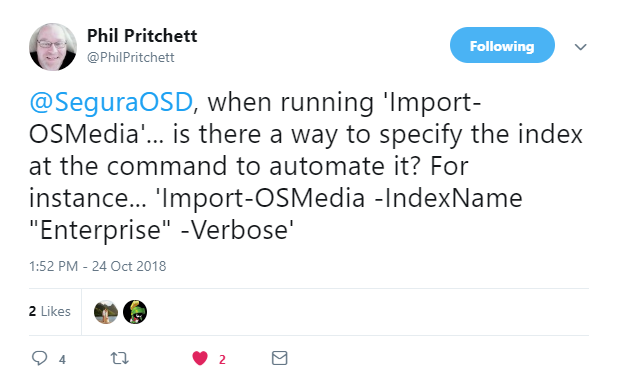 Phil Pritchett
@PhilPritchett
Following
@SeguraOSD, when running 'Import-
OSMedia'... is there a way to specify the index
at the command to automate it? For
instance... 'Import-OSMedia -IndexName
"Enterprise" -Verbose'
1:52 PM - 24 Oct 2018
2 Likes
4
2